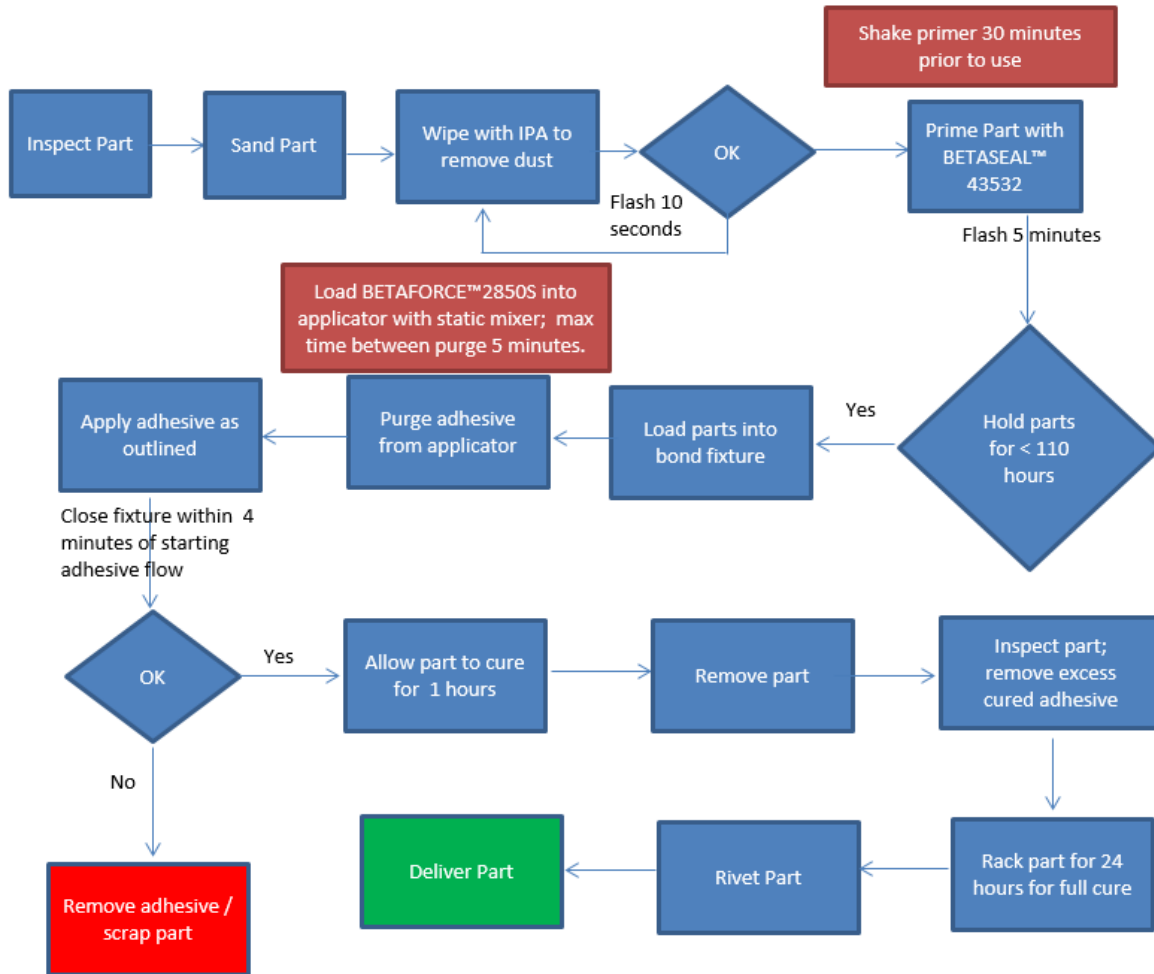 Shake primer 30 minutes
prior to use
Inspect Part
Sand Part
Wipe with IPA to
remove dust
OK
Prime Part with
BETASEAL™
43532
Flash 10
seconds
Flash 5 minutes
Load BETAFORCE™2850S into
applicator with static mixer;  max
time between purge 5 minutes.
Apply adhesive as
outlined
Purge adhesive
from applicator
Load parts into
bond fixture
Yes
Hold parts
for < 110
hours
Close fixture within  4
minutes of starting
adhesive flow
OK
Yes
Allow part to cure
for  1 hours
Remove part
Inspect part;
remove excess
cured adhesive
No
Remove adhesive /
scrap part
Deliver Part
Rivet Part
Rack part for 24
hours for full cure